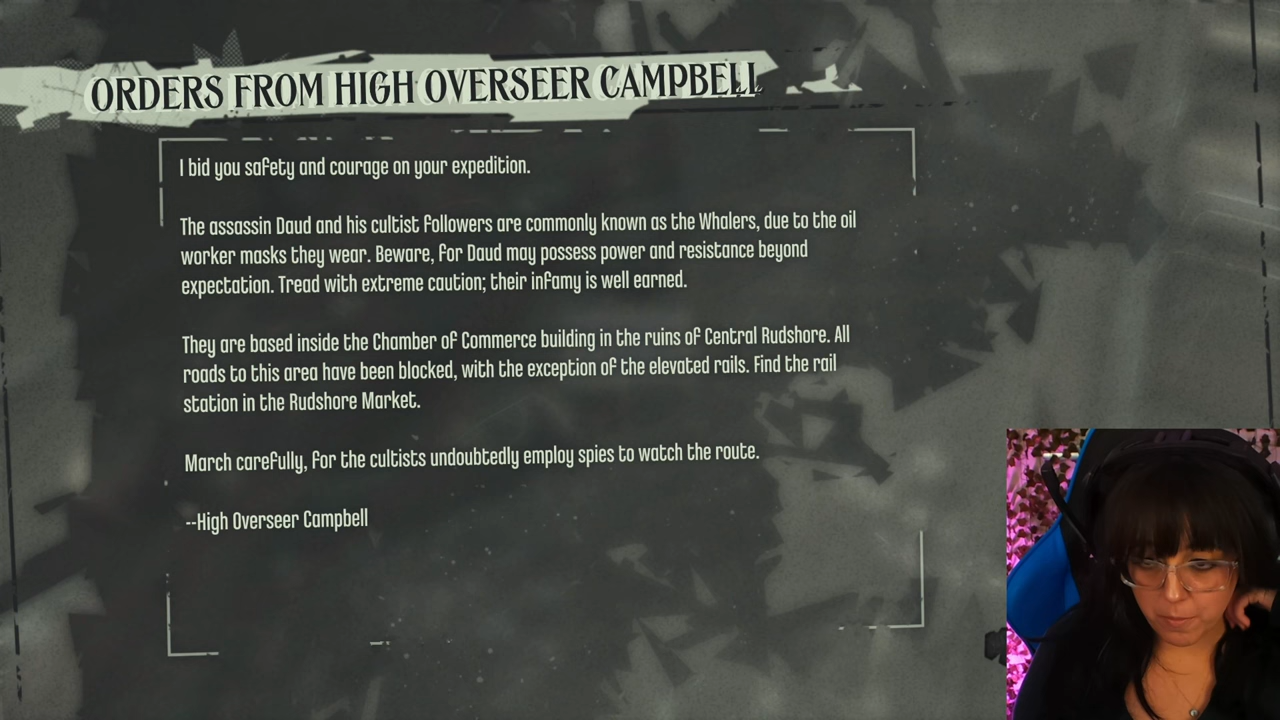 ORDERS FROM HIGH OVERSEER CAMPBELL
I bid you safety and courage on your expedition.
The assassin Daud and his cultist followers are commonly known as the Whalers, due to the oil
worker masks they wear. Beware, for Daud may possess power and resistance beyond
expectation. Tread with extreme caution; their infamy is well earned.
They are based inside the Chamber of Commerce building in the ruins of Central Rudshore. All
roads to this area have been blocked, with the exception of the elevated rails. Find the rail
station in the Rudshore Market.
March carefully, for the cultists undoubtedly employ spies to watch the route.
--High Overseer Campbell